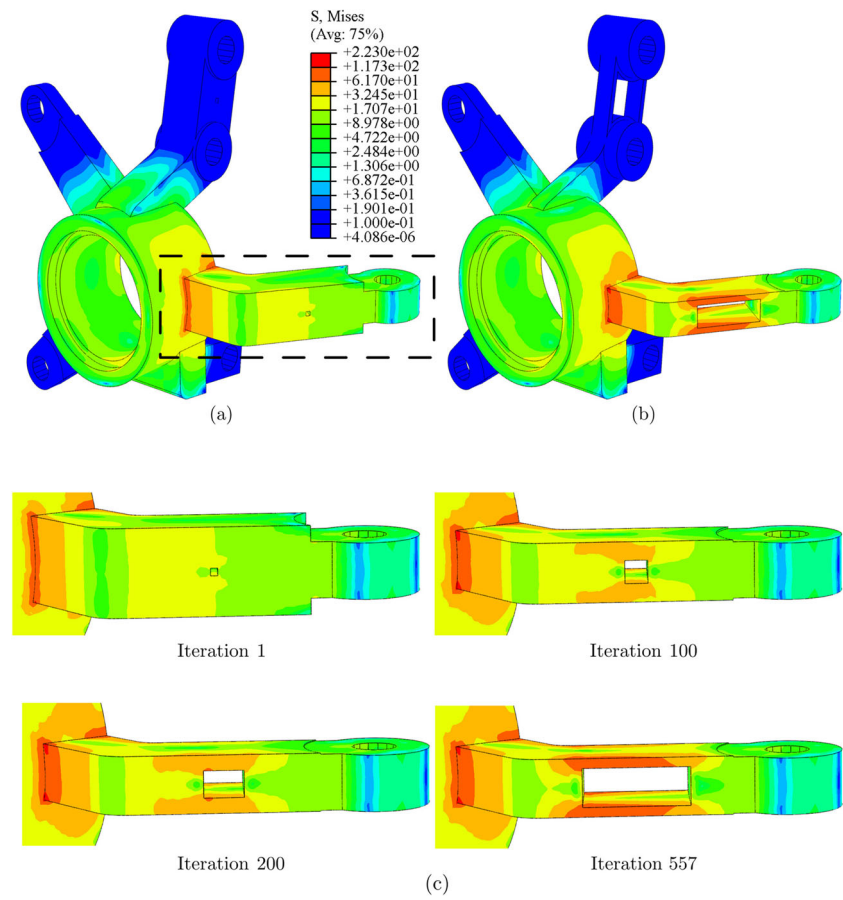 S, Mises
(Avg: 75%)
+2.230e+02
+1.173e+02
+6.170e+01
+3.245e+01
+1.707e+01
+8.978e+00
+4.722e+00
+2.484e+00
+1.306e+00
+6.872e-01
+3.615e-01
+1.901e-01
+1.000e-01
+4.086e-06
(a)
(b)
Iteration 1
Iteration 100
Iteration 200
Iteration 557
(c)